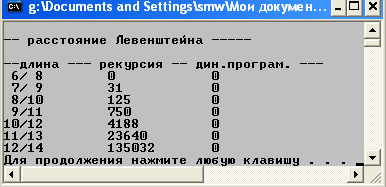 g:\Documents and Settings\smw\Мои докумен...
-- расстояние Левенштейна -----
--длина --- рекурсия -- дин.програм. ---
6/ 8 0 0
7/ 9 31 0
8/10 125 0
9/11 750 0
10/12 4188 0
11/13 23640 0
12/14 135032 0
Для продолжения нажмите любую клавишу . . .